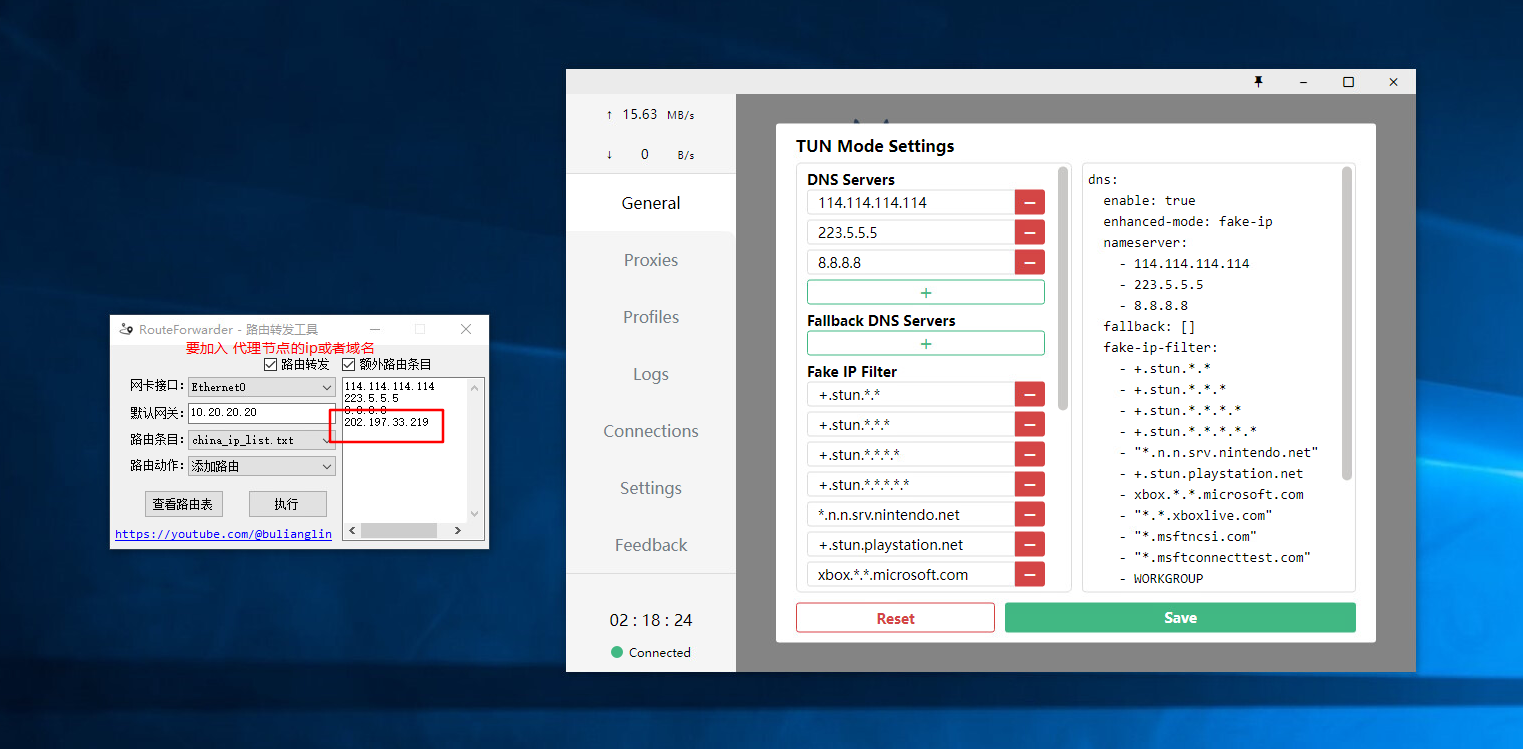 RouteForwarder - 路由转发工具
要加入 代理节点的ip或者域名
路由转发 额外路由条目
网卡接口: Ethernet0
默认网关: 10.20.20.20
路由条目: china_ip_list.txt
路由动作: 添加路由
查看路由表 执行
https://youtube.com/@bulianglin
114.114.114.114
223.5.5.5
8.8.8.8
202.197.33.219
↑ 15.63 MB/s
↓ 0 B/s
General
Proxies
Profiles
Logs
Connections
Settings
Feedback
02 : 18 : 24
Connected
TUN Mode Settings
DNS Servers
114.114.114.114
223.5.5.5
8.8.8.8
+
Fallback DNS Servers
+
Fake IP Filter
+.stun.*.*
+.stun.*.*.*
+.stun.*.*.*.*
+.stun.*.*.*.*.*
*.n.n.srv.nintendo.net
+.stun.playstation.net
xbox.*.*.microsoft.com
dns:
enable: true
enhanced-mode: fake-ip
nameserver:
- 114.114.114.114
- 223.5.5.5
- 8.8.8.8
fallback: []
fake-ip-filter:
- +.stun.*.*
- +.stun.*.*.*
- +.stun.*.*.*.*
- +.stun.*.*.*.*.*
- "*.n.n.srv.nintendo.net"
- +.stun.playstation.net
- xbox.*.*.microsoft.com
- "*.*.xboxlive.com"
- "*.msftncsi.com"
- "*.msftconnecttest.com"
- WORKGROUP
Reset
Save